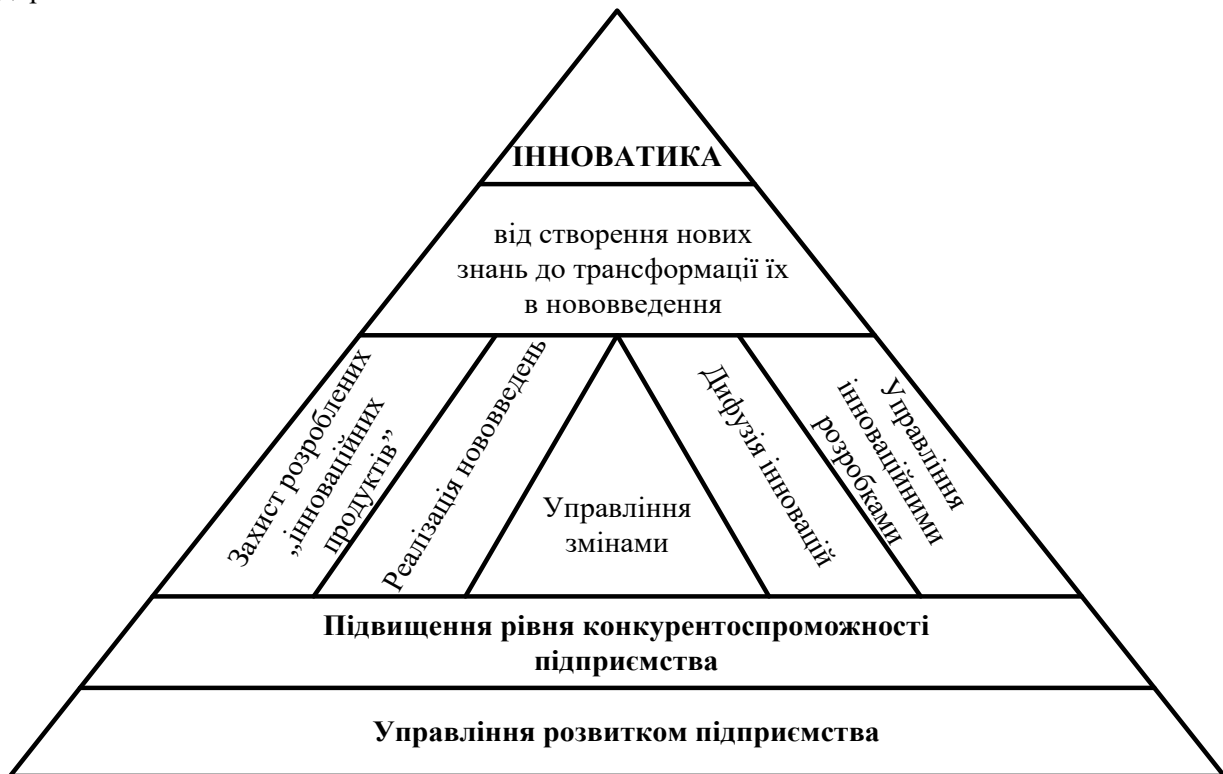 ІННОВАТИКА
від створення нових
знань до трансформації їх
в нововведення
Захист розроблених
„інноваційних
продуктів”
Реалізація нововведень
Управління
змінами
Дифузія інновацій
Управління
інноваційними
розробками
Підвищення рівня конкурентоспроможності
підприємства
Управління розвитком підприємства